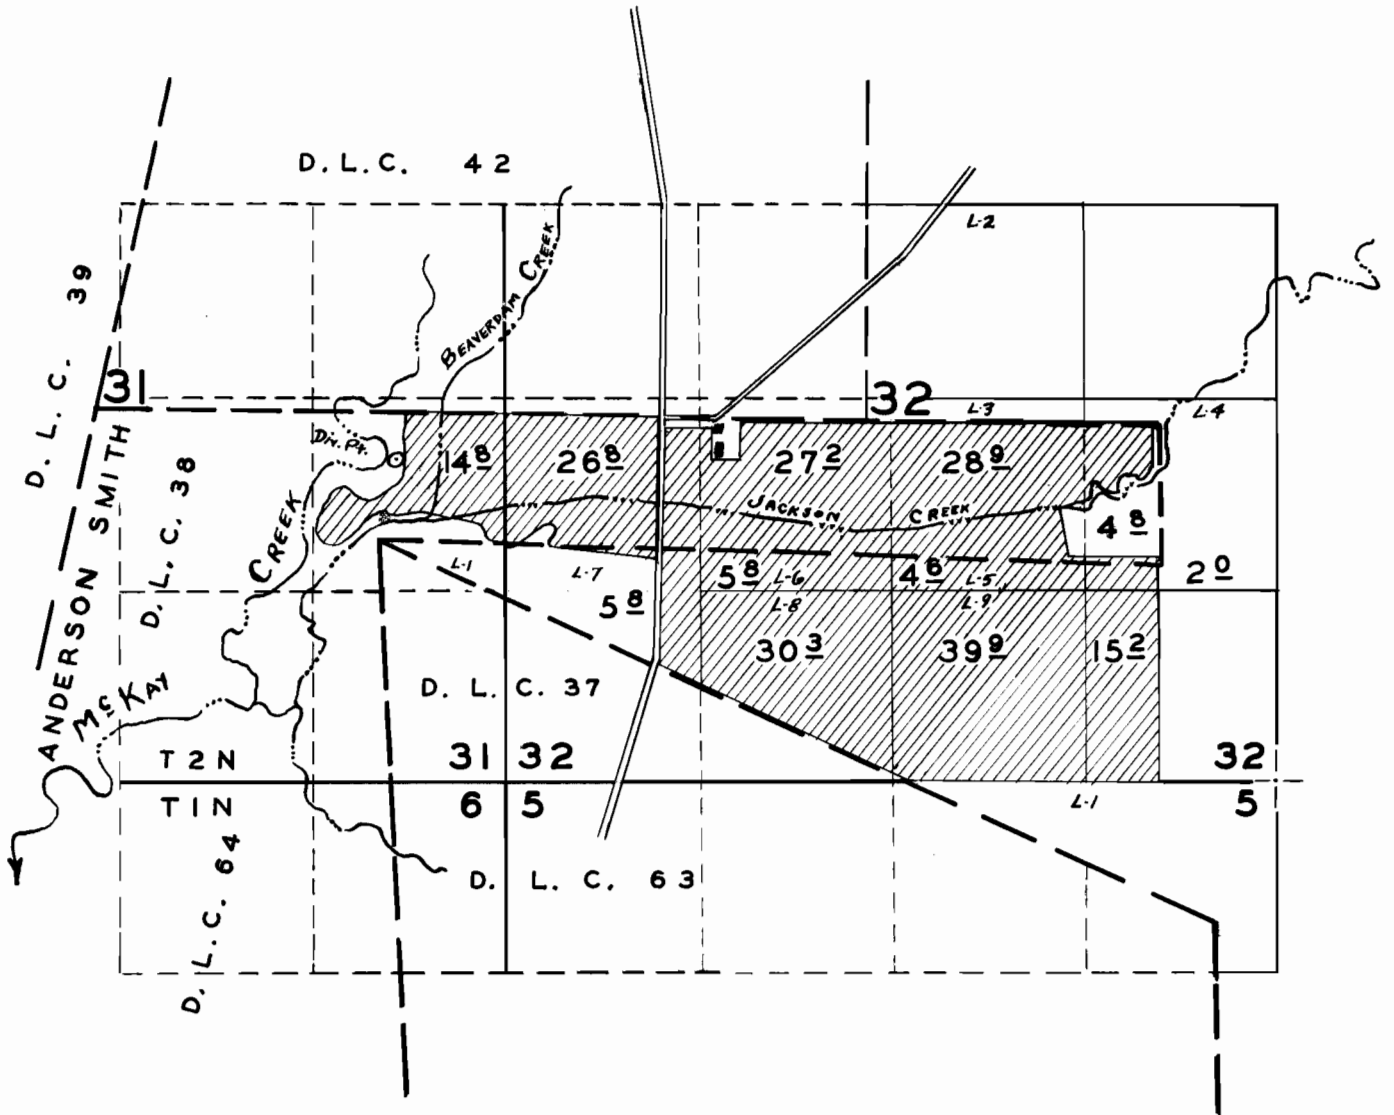 D. L. C. 42
L-2
BEAVERDAM CREEK
D. L. C. 39
31
32
L-3
L-4
Div. Pt.
14 8
26 8
27 2
28 9
ANDERSON SMITH
D. L. C. 38
CREEK
JACKSON CREEK
4 8
L-1
L-7
5 8
L-6
4 6
L-5
2 0
5 8
L-8
L-9
30 3
39 9
15 2
McKAY
D. L. C. 37
T2N
31 32
32
T1N
6 5
L-1
5
D. L. C. 64
D. L. C. 63